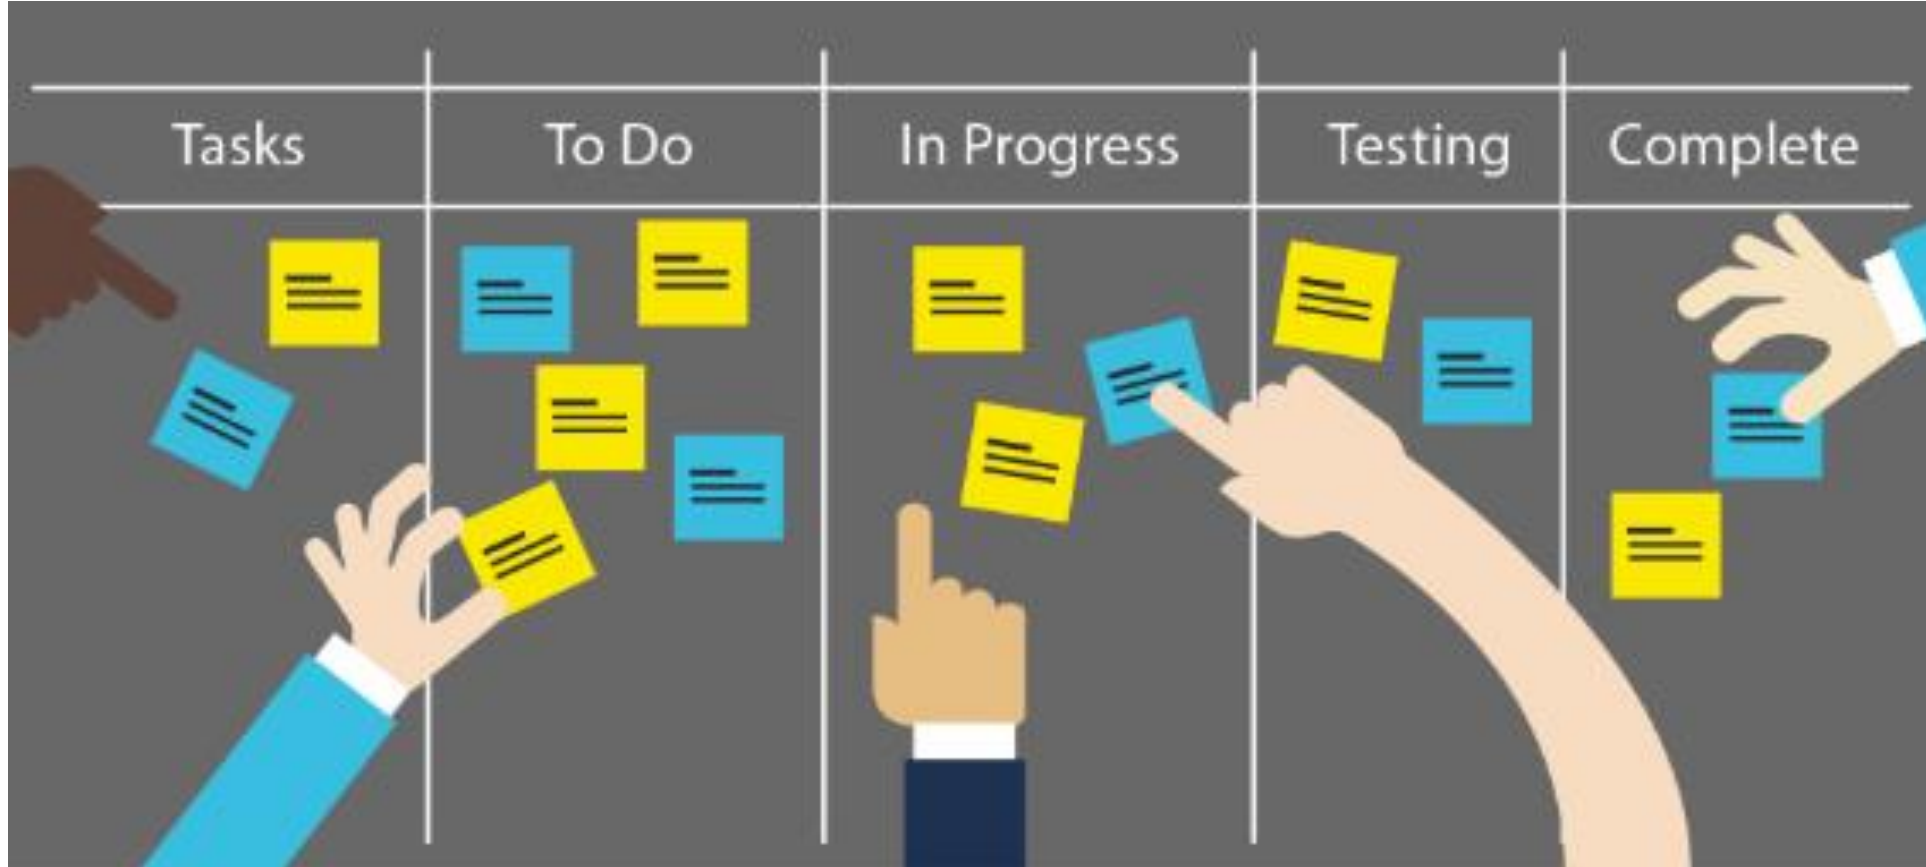 Tasks
To Do
In Progress
Testing
Complete